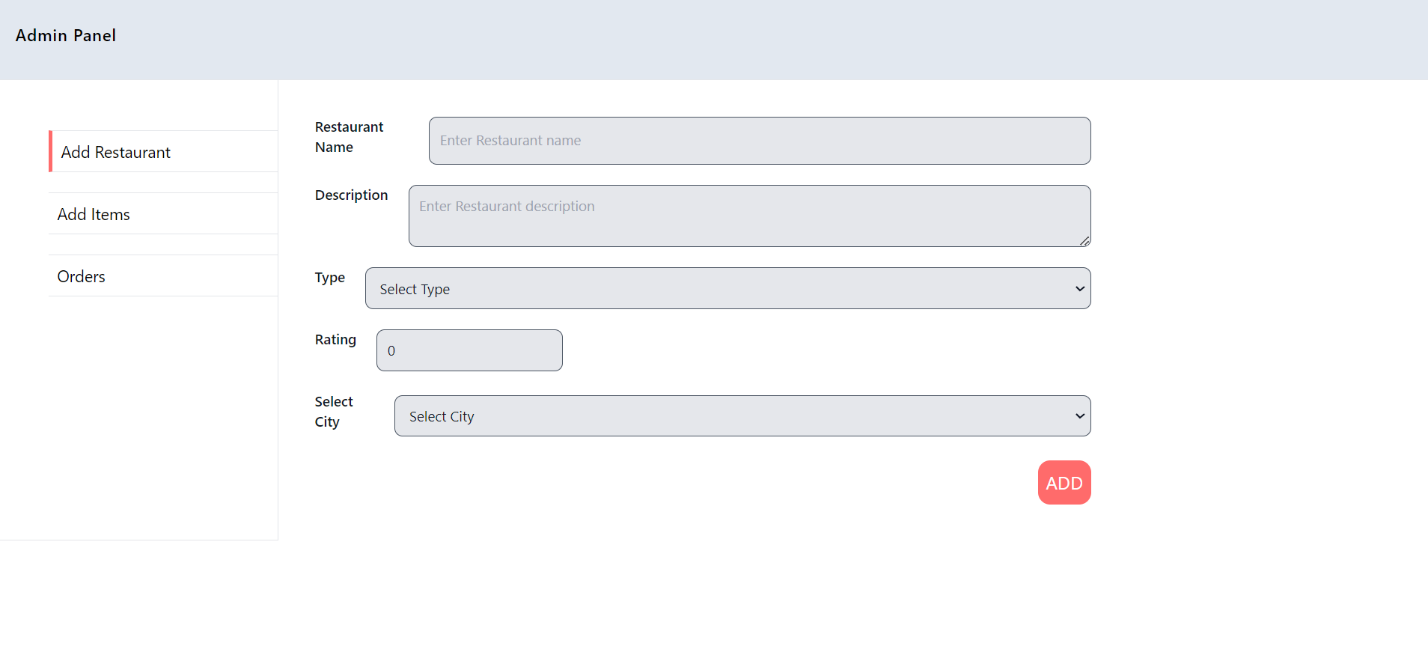 Admin Panel
Add Restaurant
Add Items
Orders
Restaurant
Name
Enter Restaurant name
Description
Enter Restaurant description
Type
Select Type
Rating
0
Select
City
Select City
ADD